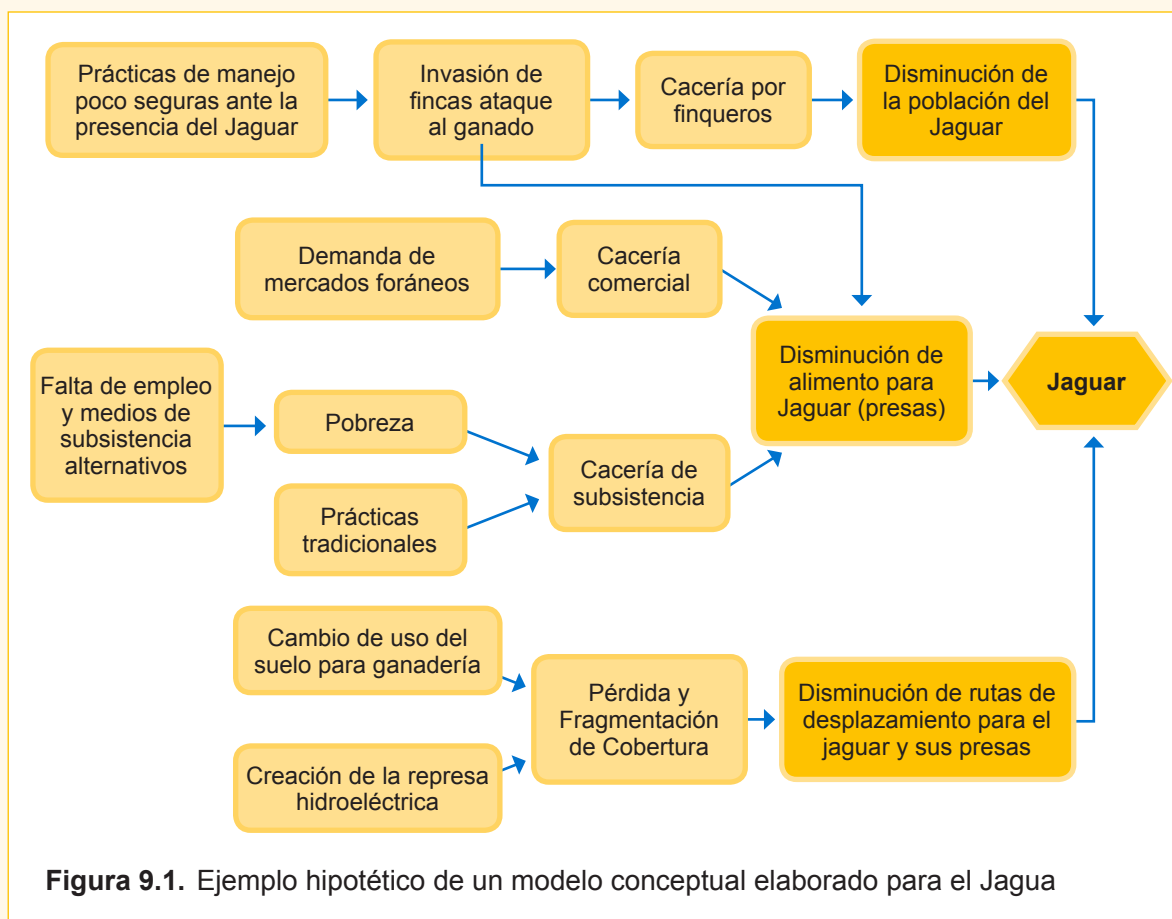 Prácticas de manejo
poco seguras ante la
presencia del Jaguar
Invasión de
fincas ataque
al ganado
Cacería por
finqueros
Disminución de
la población del
Jaguar
Demanda de
mercados foráneos
Cacería
comercial
Falta de empleo
y medios de
subsistencia
alternativos
Pobreza
Prácticas
tradicionales
Cacería de
subsistencia
Disminución de
alimento para
Jaguar (presas)
Jaguar
Cambio de uso del
suelo para ganadería
Creación de la represa
hidroeléctrica
Pérdida y
Fragmentación
de Cobertura
Disminución de rutas de
desplazamiento para el
jaguar y sus presas
Figura 9.1. Ejemplo hipotético de un modelo conceptual elaborado para el Jagua